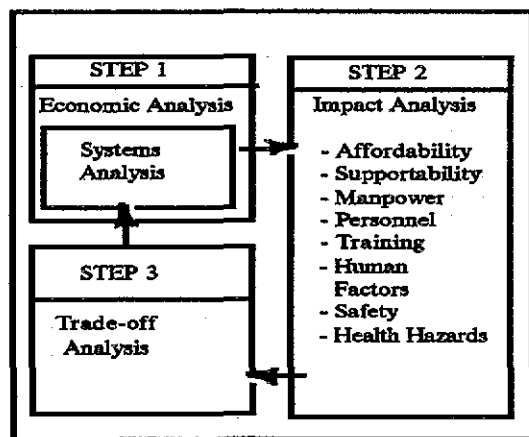 STEP 1
Economic Analysis
Systems
Analysis
STEP 2
Impact Analysis
- Affordability
- Supportability
- Manpower
- Personnel
- Training
- Human
Factors
- Safety
- Health Hazards
STEP 3
Trade-off
Analysis